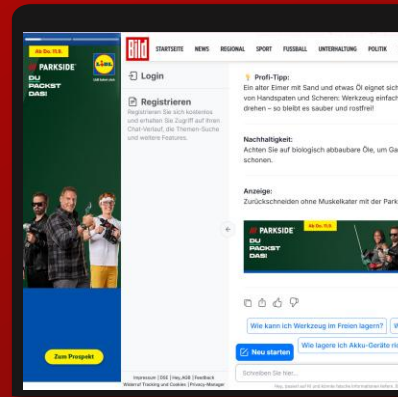 Ab Do. 11.9.
PARKSIDE
DU
PACKST
DAS!
LiDL
Zum Prospekt
Bild
STARTSEITE NEWS REGIONAL SPORT FUSSBALL UNTERHALTUNG POLITIK
Login
Registrieren
Registrieren Sie sich kostenlos
und erhalten Sie Zugriff auf Ihren
Chat-Verlauf, die Themen-Suche
und weitere Features.
Impressum | DSE | Hey_AGB | Feedback
Widerruf Tracking und Cookies | Privacy-Manager
Profi-Tipp:
Ein alter Eimer mit Sand und etwas Öl eignet sich
von Handspaten und Scheren: Werkzeug einfach
drehen – so bleibt es sauber und rostfrei!
Nachhaltigkeit:
Achten Sie auf biologisch abbaubare Öle, um Ga
schonen.
Anzeige:
Zurückschneiden ohne Muskelkater mit der Park
PARKSIDE
Ab Do. 11.9.
DU
PACKST
DAS!
Wie kann ich Werkzeug im Freien lagern? W
Neu starten
Wie lagere ich Akku-Geräte ric
Schreiben Sie hier...